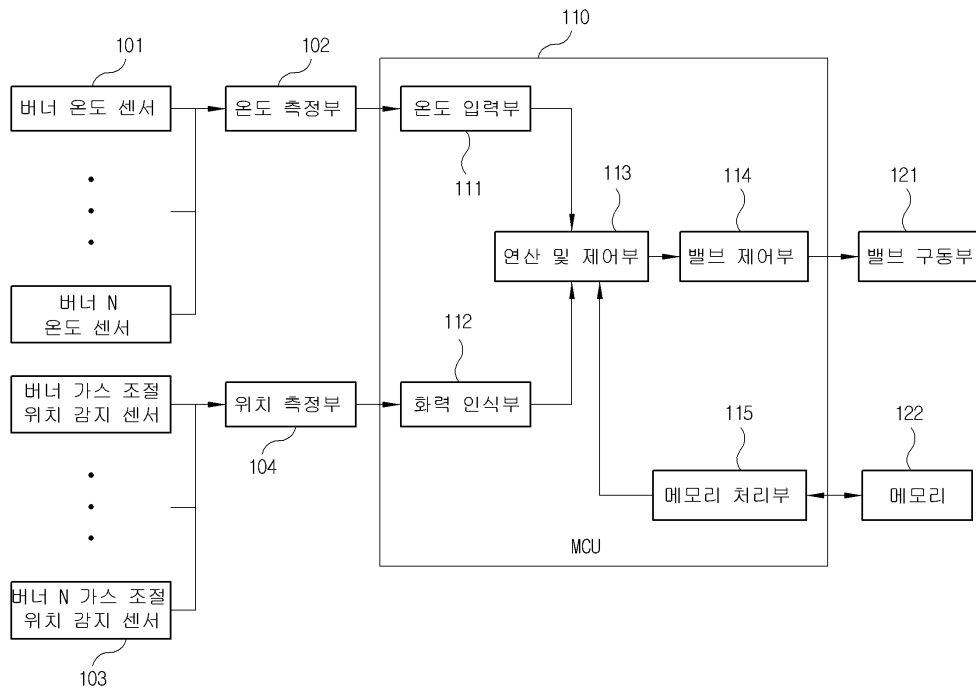 110
101
102
버너 온도 센서
온도 측정부
온도 입력부
111
113
114
121
연산 및 제어부
밸브 제어부
밸브 구동부
버너 N
온도 센서
112
버너 가스 조절
위치 감지 센서
위치 측정부
화력 인식부
104
115
122
메모리 처리부
메모리
MCU
버너 N 가스 조절
위치 감지 센서
103